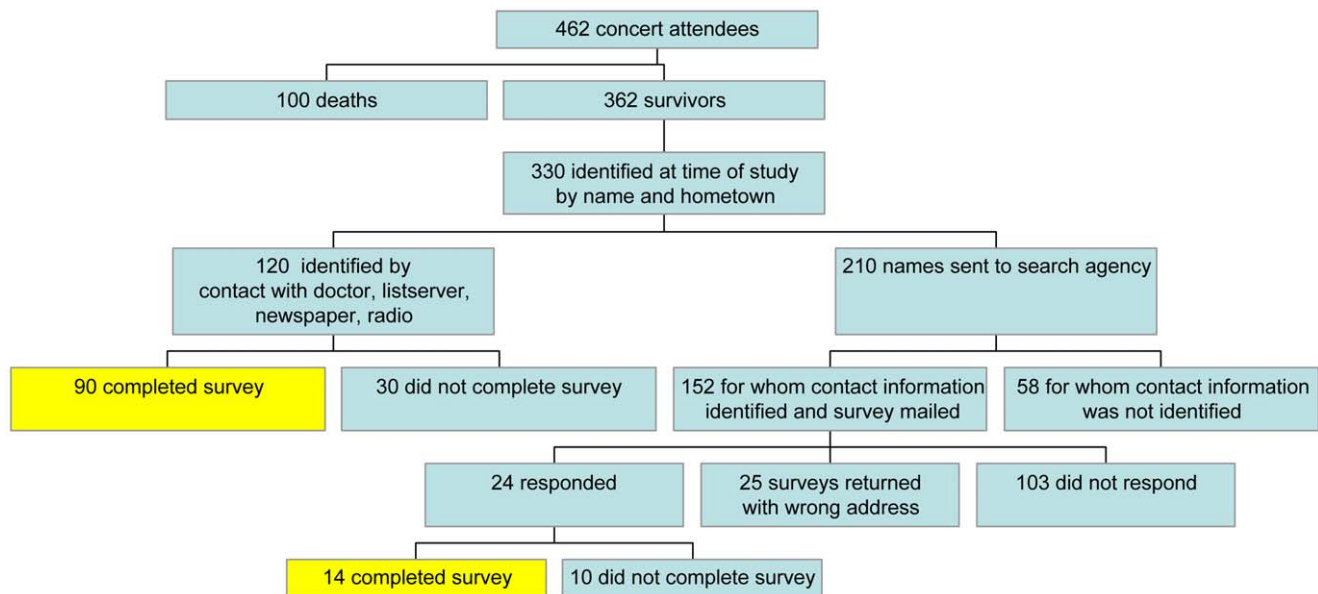 462 concert attendees
100 deaths
362 survivors
330 identified at time of study
by name and hometown
120 identified by
contact with doctor, listserver,
newspaper, radio
210 names sent to search agency
90 completed survey
30 did not complete survey
152 for whom contact information
identified and survey mailed
58 for whom contact information
was not identified
24 responded
25 surveys returned
with wrong address
103 did not respond
14 completed survey
10 did not complete survey